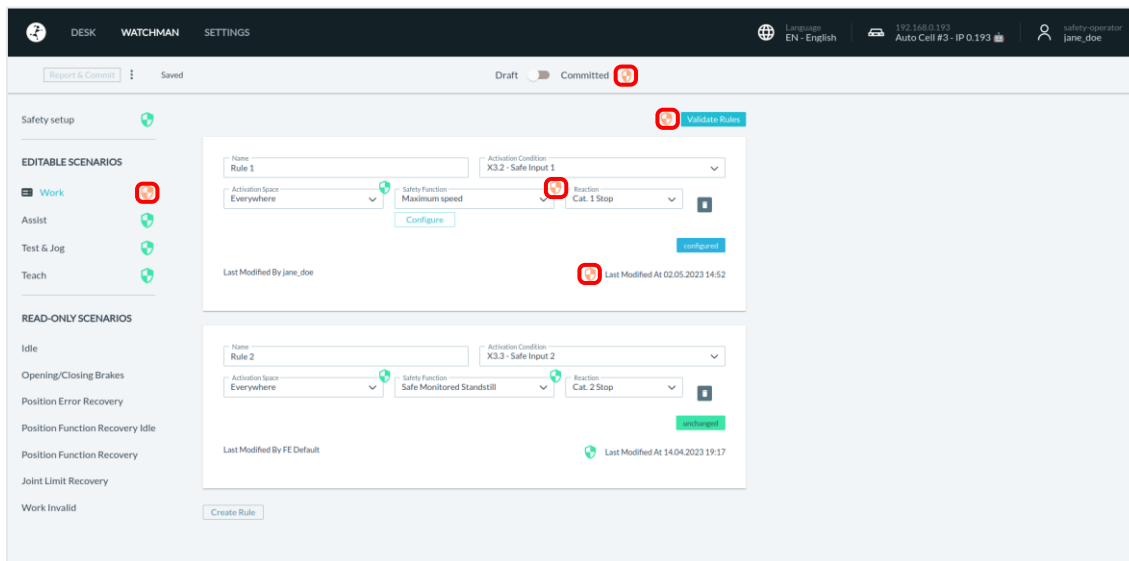 DESK WATCHMAN SETTINGS
Language
EN - English
192.168.0.193
Auto Cell #3 - IP 0.193
safety-operator
jane_doe
Report & Commit
Saved
Draft
Committed
Safety setup
Validate Rules
EDITABLE SCENARIOS
Work
Assist
Test & Jog
Teach
READ-ONLY SCENARIOS
Idle
Opening/Closing Brakes
Position Error Recovery
Position Function Recovery Idle
Position Function Recovery
Joint Limit Recovery
Work Invalid
Name
Rule 1
Activation Condition
X3.2 - Safe Input 1
Activation Space
Everywhere
Safety Function
Maximum speed
Reaction
Cat. 1 Stop
Configure
configured
Last Modified By jane_doe
Last Modified At 02.05.2023 14:52
Name
Rule 2
Activation Condition
X3.3 - Safe Input 2
Activation Space
Everywhere
Safety Function
Safe Monitored Standstill
Reaction
Cat. 2 Stop
unchanged
Last Modified By FE Default
Last Modified At 14.04.2023 19:17
Create Rule